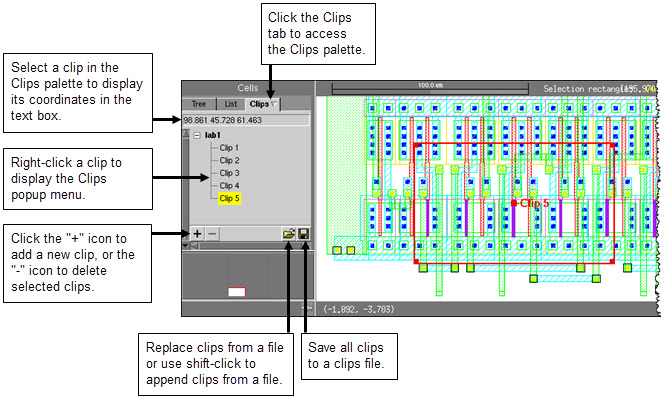 Click the Clips
tab to access
the Clips palette.
Select a clip in the
Clips palette to display
its coordinates in the
text box.
Right-click a clip to
display the Clips
popup menu.
Click the "+" icon to
add a new clip, or the
"-" icon to delete
selected clips.
Cells
Tree List Clips
98.861 45.728 61.463
lab1
Clip 1
Clip 2
Clip 3
Clip 4
Clip 5
100.0 um
Selection rectangle
Clip 5
(-1.892, -3.783)
Replace clips from a file
or use shift-click to
append clips from a file.
Save all clips
to a clips file.